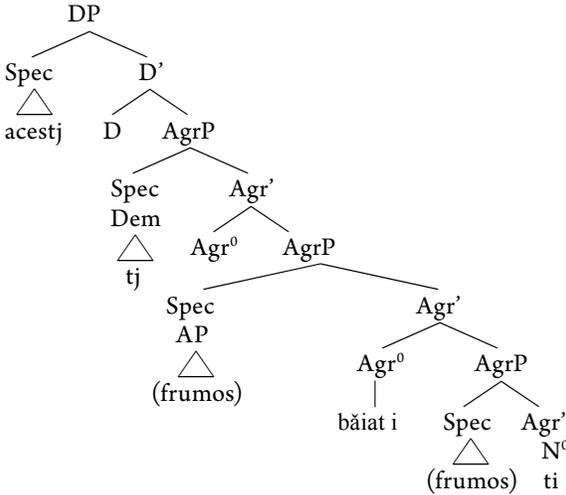 DP
Spec D’
acestj D AgrP
Spec Agr’
Dem
Agr⁰ AgrP
tj
Spec Agr’
AP
Agr⁰ AgrP
(frumos)
băiat i Spec Agr’
N⁰
(frumos) ti